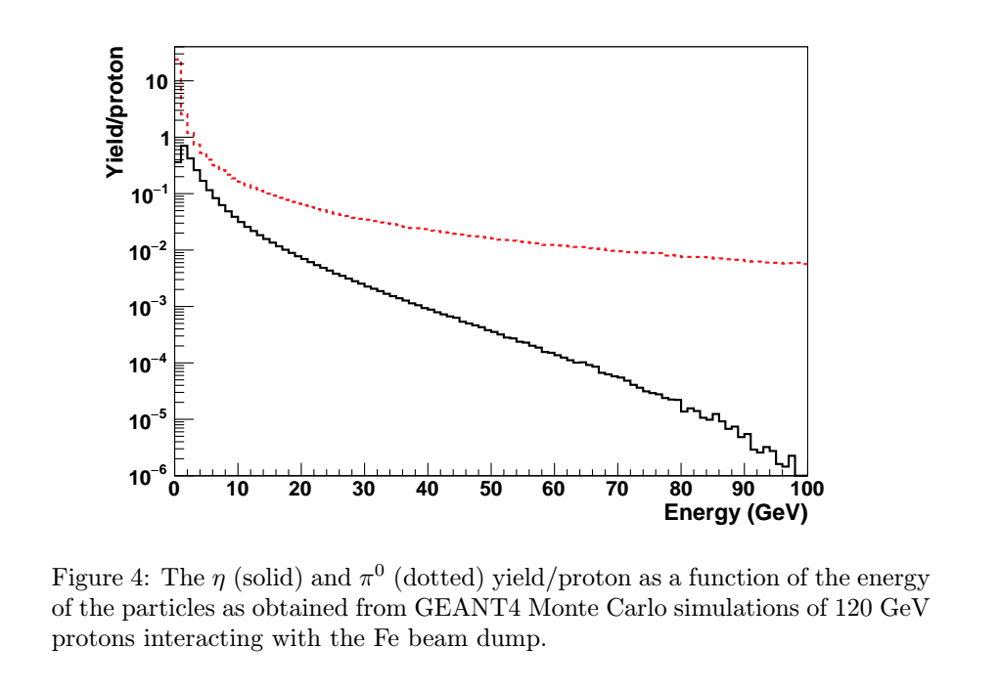 Yield/proton
10
1
10⁻¹
10⁻²
10⁻³
10⁻⁴
10⁻⁵
10⁻⁶
0 10 20 30 40 50 60 70 80 90 100
Energy (GeV)
Figure 4: The η (solid) and π⁰ (dotted) yield/proton as a function of the energy
of the particles as obtained from GEANT4 Monte Carlo simulations of 120 GeV
protons interacting with the Fe beam dump.